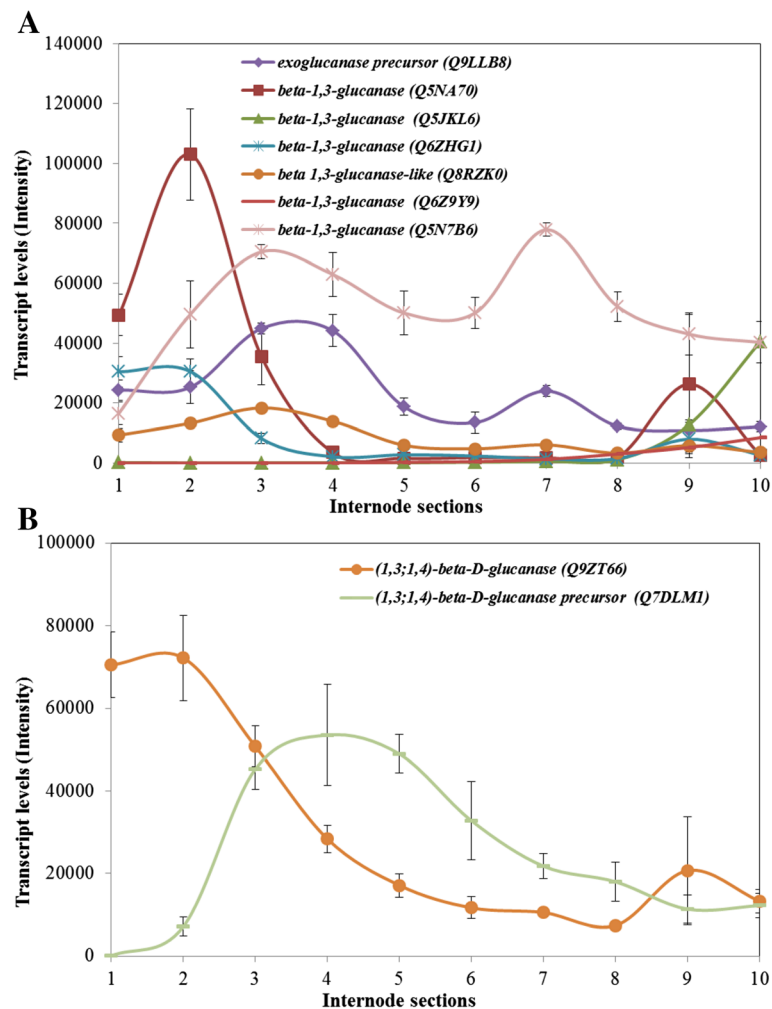 A
140000
120000
100000
80000
60000
40000
20000
0
Transcript levels (Intensity)
exoglucanase precursor (Q9LLB8)
beta-1,3-glucanase (Q5NA70)
beta-1,3-glucanase (Q5JKL6)
beta-1,3-glucanase (Q6ZHG1)
beta 1,3-glucanase-like (Q8RZK0)
beta-1,3-glucanase (Q6Z9Y9)
beta-1,3-glucanase (Q5N7B6)
1 2 3 4 5 6 7 8 9 10
Internode sections
B
100000
80000
60000
40000
20000
0
Transcript levels (Intensity)
(1,3;1,4)-beta-D-glucanase (Q9ZT66)
(1,3;1,4)-beta-D-glucanase precursor (Q7DLM1)
1 2 3 4 5 6 7 8 9 10
Internode sections